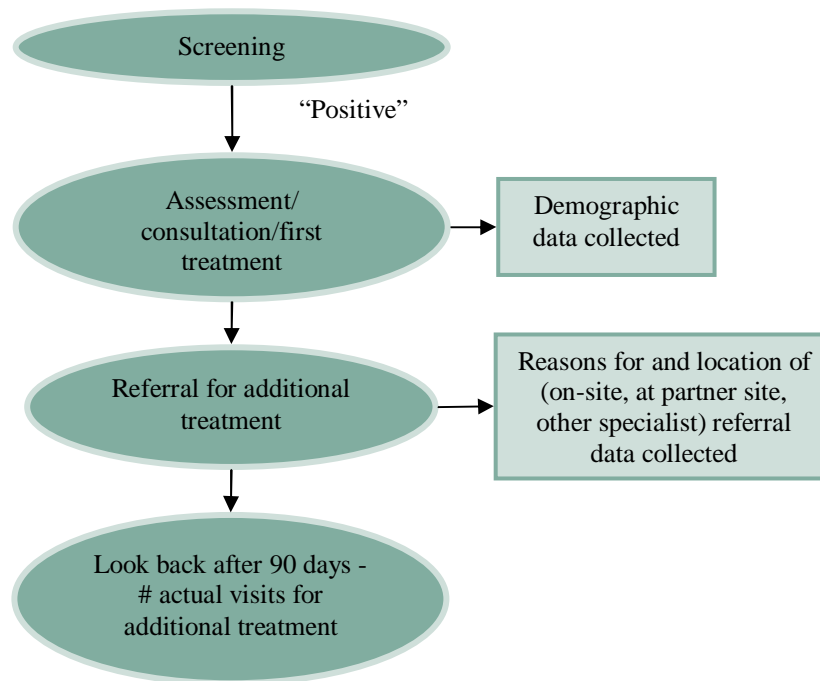 Screening
“Positive”
Assessment/
consultation/first
treatment
Demographic
data collected
Referral for additional
treatment
Reasons for and location of
(on-site, at partner site,
other specialist) referral
data collected
Look back after 90 days -
# actual visits for
additional treatment